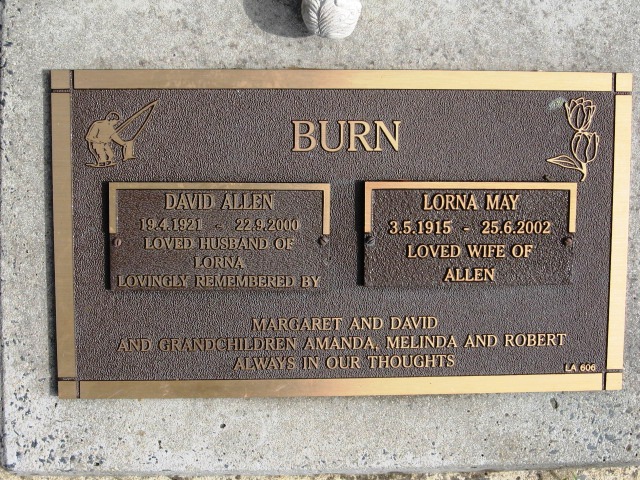 BURN
DAVID ALLEN
19.4.1921 - 22.9.2000
LOVED HUSBAND OF
LORNA
LOVINGLY REMEMBERED BY
LORNA MAY
3.5.1915 - 25.6.2002
LOVED WIFE OF
ALLEN
MARGARET AND DAVID
AND GRANDCHILDREN AMANDA, MELINDA AND ROBERT
ALWAYS IN OUR THOUGHTS
LA 606